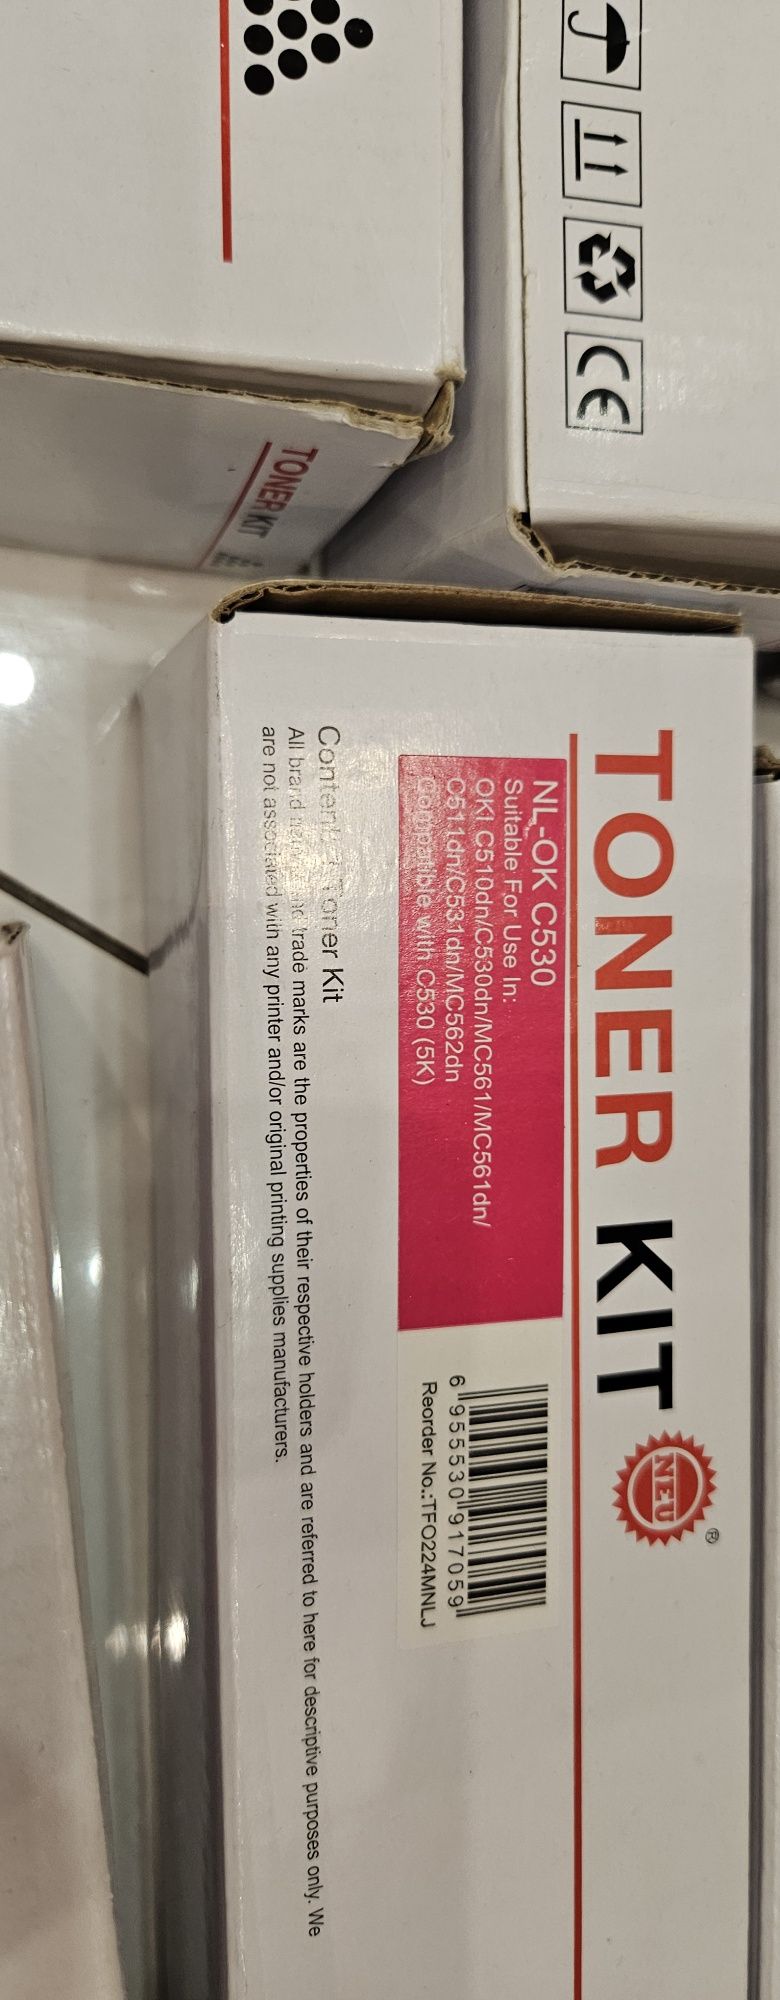 TONER KIT
TONER KIT
NEU
®
NL-OK C530
Suitable For Use In:
OKI C510dn/C530dn/MC561/MC561dn/
C511dn/C531dn/MC562dn
Compatible with C530 (5K)
6 955530 917059
Reorder No.:TFO224MNLJ
Content: Toner Kit
All brand names and trade marks are the properties of their respective holders and are referred to here for descriptive purposes only. We
are not associated with any printer and/or original printing supplies manufacturers.
CE